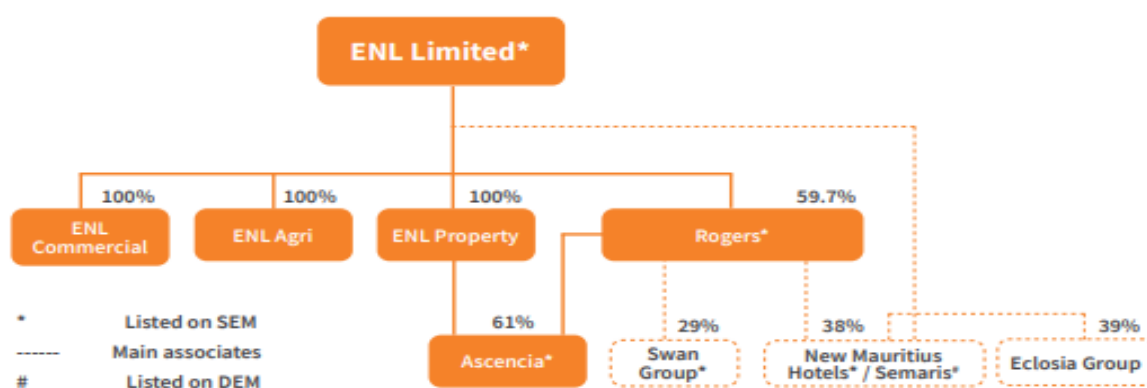 ENL Limited*
100%
100%
100%
59.7%
ENL
Commercial
ENL Agri
ENL Property
Rogers*
* Listed on SEM
------ Main associates
# Listed on DEM
61%
29%
38%
39%
Ascencia*
Swan
Group*
New Mauritius
Hotels* / Semaris*
Eclosia Group